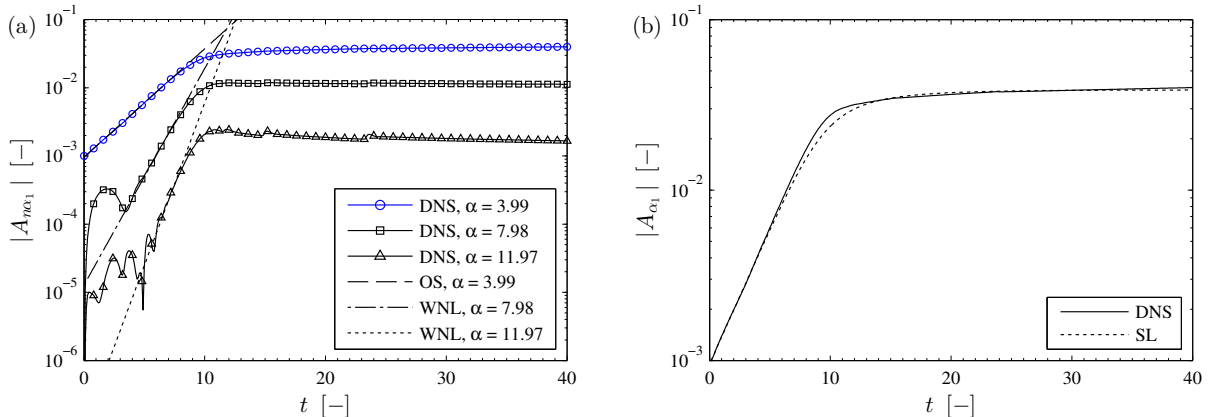 (a)
10⁻¹
10⁻²
10⁻³
10⁻⁴
10⁻⁵
10⁻⁶
|A_{nα₁}| [−]
0 10 20 30 40
t [−]
DNS, α = 3.99
DNS, α = 7.98
DNS, α = 11.97
OS, α = 3.99
WNL, α = 7.98
WNL, α = 11.97
(b)
10⁻¹
10⁻²
10⁻³
|A_{α₁}| [−]
0 10 20 30 40
t [−]
DNS
SL